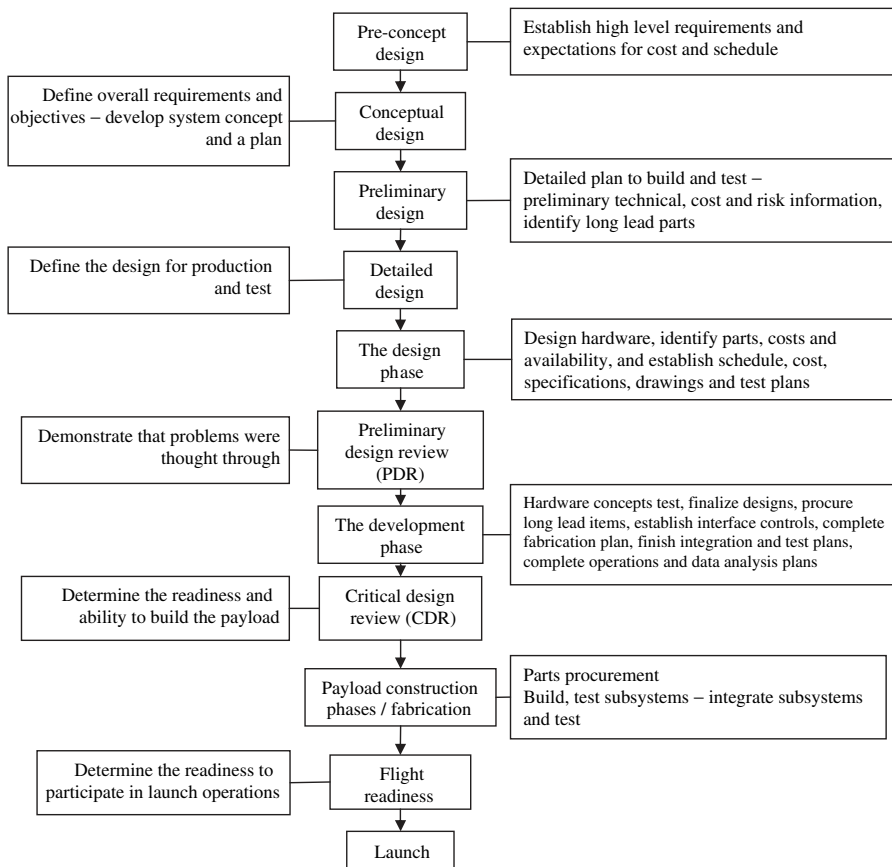 Pre-concept
design
Establish high level requirements and
expectations for cost and schedule
Define overall requirements and
objectives – develop system concept
and a plan
Conceptual
design
Preliminary
design
Detailed plan to build and test –
preliminary technical, cost and risk information,
identify long lead parts
Define the design for production
and test
Detailed
design
The design
phase
Design hardware, identify parts, costs and
availability, and establish schedule, cost,
specifications, drawings and test plans
Demonstrate that problems were
thought through
Preliminary
design review
(PDR)
The development
phase
Hardware concepts test, finalize designs, procure
long lead items, establish interface controls, complete
fabrication plan, finish integration and test plans,
complete operations and data analysis plans
Determine the readiness and
ability to build the payload
Critical design
review (CDR)
Payload construction
phases / fabrication
Parts procurement
Build, test subsystems – integrate subsystems
and test
Determine the readiness to
participate in launch operations
Flight
readiness
Launch